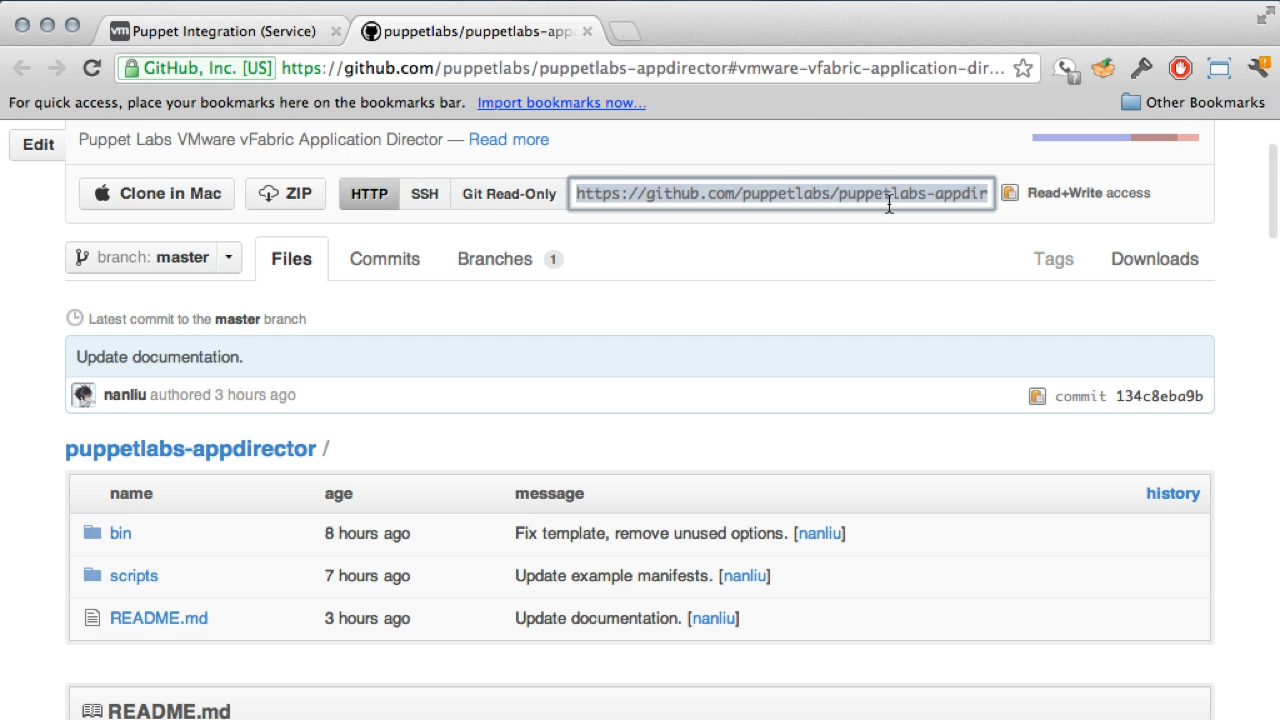 Puppet Integration (Service)
puppetlabs/puppetlabs-app
GitHub, Inc. [US] https://github.com/puppetlabs/puppetlabs-appdirector#vmware-vfabric-application-dir...
For quick access, place your bookmarks here on the bookmarks bar. Import bookmarks now... Other Bookmarks
Edit
Puppet Labs VMware vFabric Application Director — Read more
Clone in Mac ZIP HTTP SSH Git Read-Only https://github.com/puppetlabs/puppetlabs-appdir Read+Write access
branch: master Files Commits Branches 1 Tags Downloads
Latest commit to the master branch
Update documentation.
nanliu authored 3 hours ago commit 134c8eba9b
puppetlabs-appdirector /
name age message history
bin 8 hours ago Fix template, remove unused options. [nanliu]
scripts 7 hours ago Update example manifests. [nanliu]
README.md 3 hours ago Update documentation. [nanliu]
README.md